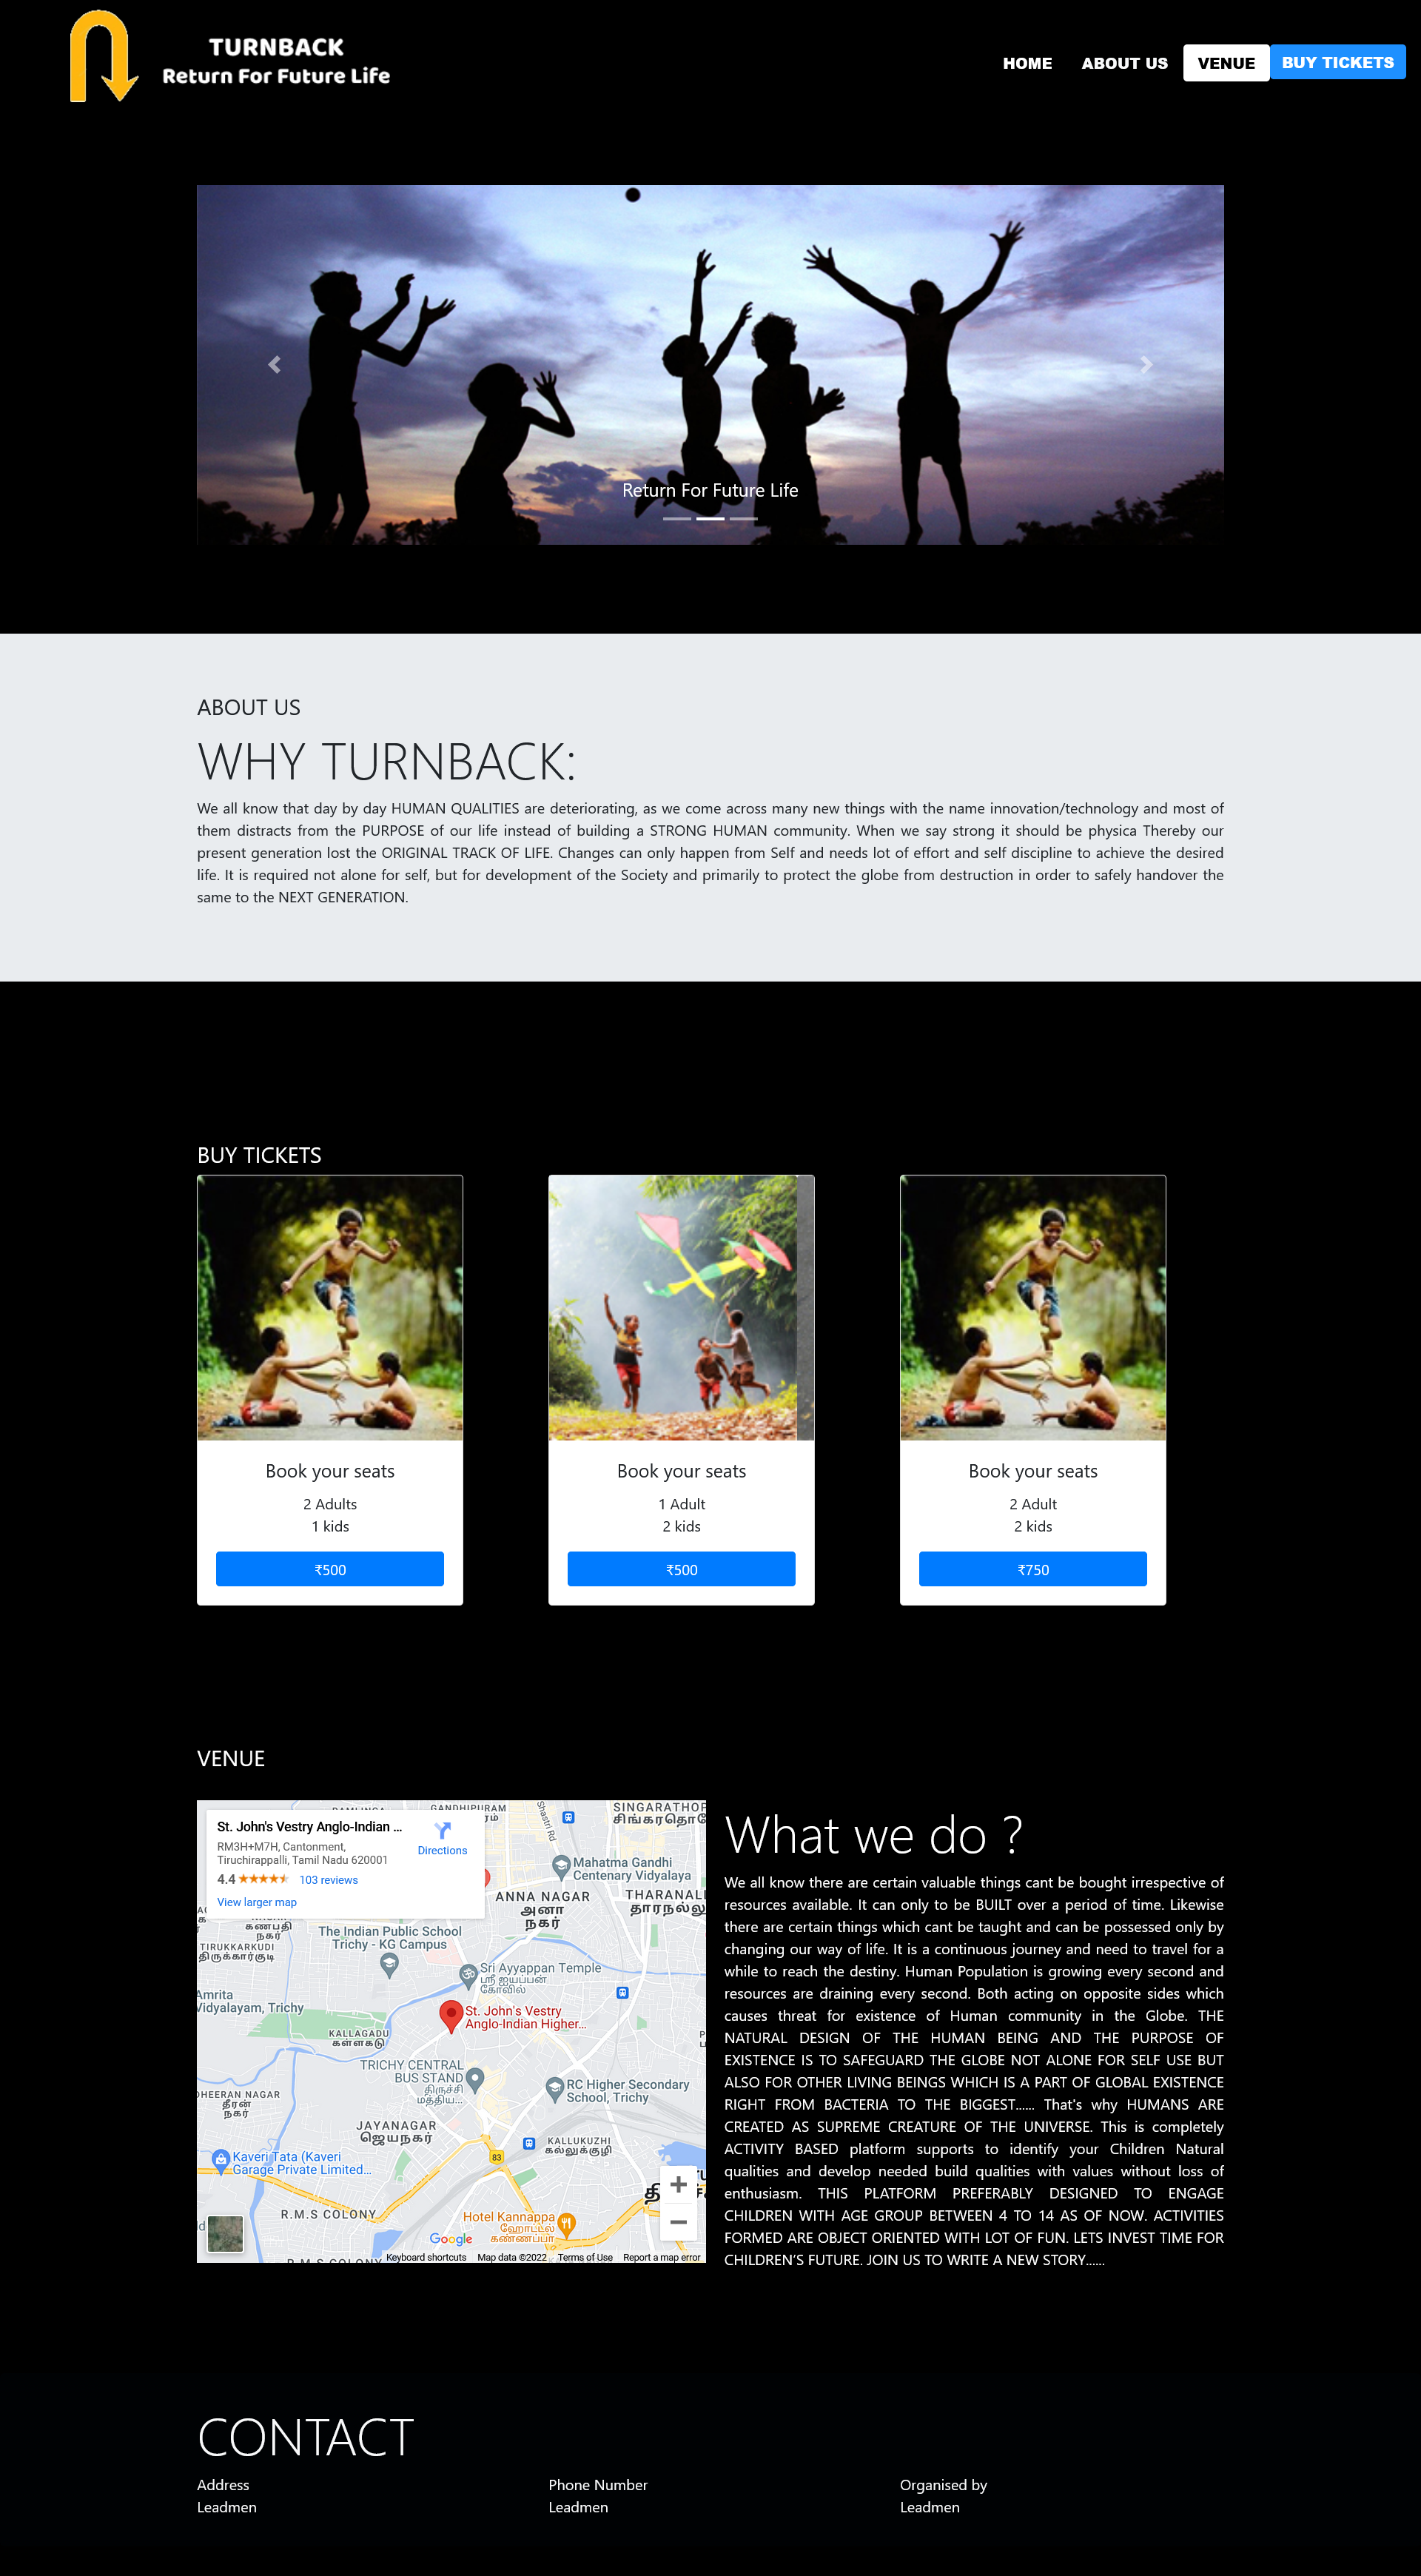 TURNBACK
Return For Future Life
HOME ABOUT US VENUE BUY TICKETS
Return For Future Life
ABOUT US
WHY TURNBACK:
We all know that day by day HUMAN QUALITIES are deteriorating, as we come across many new things with the name innovation/technology and most of
them distracts from the PURPOSE of our life instead of building a STRONG HUMAN community. When we say strong it should be physica Thereby our
present generation lost the ORIGINAL TRACK OF LIFE. Changes can only happen from Self and needs lot of effort and self discipline to achieve the desired
life. It is required not alone for self, but for development of the Society and primarily to protect the globe from destruction in order to safely handover the
same to the NEXT GENERATION.
BUY TICKETS
Book your seats
2 Adults
1 kids
₹500
Book your seats
1 Adult
2 kids
₹500
Book your seats
2 Adult
2 kids
₹750
VENUE
St. John's Vestry Anglo-Indian ...
RM3H+M7H, Cantonment,
Tiruchirappalli, Tamil Nadu 620001
4.4
103 reviews
View larger map
Directions
GANDHIPURAM
Shastri Rd
Mahatma Gandhi
Centenary Vidyalaya
ANNA NAGAR
அனா
நகர்
The Indian Public School
Trichy - KG Campus
கணபதி
நகர்
TIRUKKARKUDI
திருக்கார்குடி
Sri Ayyappan Temple
ஸ்ரீ ஐயப்பன்
கோவில்
Amrita
Vidyalayam, Trichy
St. John's Vestry
Anglo-Indian Higher...
KALLAGADU
கள்ளகடு
TRICHY CENTRAL
BUS STAND
திருச்சி
மத்திய...
RC Higher Secondary
School, Trichy
DHEERAN NAGAR
தீரன்
நகர்
JAYANAGAR
ஜெயநகர்
KALLUKUZHI
கல்லுக்குழி
83
Kaveri Tata (Kaveri
Garage Private Limited...
R.M.S COLONY
Hotel Kannappa
ஹோட்டல்
கண்ணப்பா
Google
R.M.S COLONY
Keyboard shortcuts Map data ©2022 Terms of Use Report a map error
What we do ?
We all know there are certain valuable things cant be bought irrespective of
resources available. It can only to be BUILT over a period of time. Likewise
there are certain things which cant be taught and can be possessed only by
changing our way of life. It is a continuous journey and need to travel for a
while to reach the destiny. Human Population is growing every second and
resources are draining every second. Both acting on opposite sides which
causes threat for existence of Human community in the Globe. THE
NATURAL DESIGN OF THE HUMAN BEING AND THE PURPOSE OF
EXISTENCE IS TO SAFEGUARD THE GLOBE NOT ALONE FOR SELF USE BUT
ALSO FOR OTHER LIVING BEINGS WHICH IS A PART OF GLOBAL EXISTENCE
RIGHT FROM BACTERIA TO THE BIGGEST...... That's why HUMANS ARE
CREATED AS SUPREME CREATURE OF THE UNIVERSE. This is completely
ACTIVITY BASED platform supports to identify your Children Natural
qualities and develop needed build qualities with values without loss of
enthusiasm. THIS PLATFORM PREFERABLY DESIGNED TO ENGAGE
CHILDREN WITH AGE GROUP BETWEEN 4 TO 14 AS OF NOW. ACTIVITIES
FORMED ARE OBJECT ORIENTED WITH LOT OF FUN. LETS INVEST TIME FOR
CHILDREN'S FUTURE. JOIN US TO WRITE A NEW STORY......
CONTACT
Address
Leadmen
Phone Number
Leadmen
Organised by
Leadmen